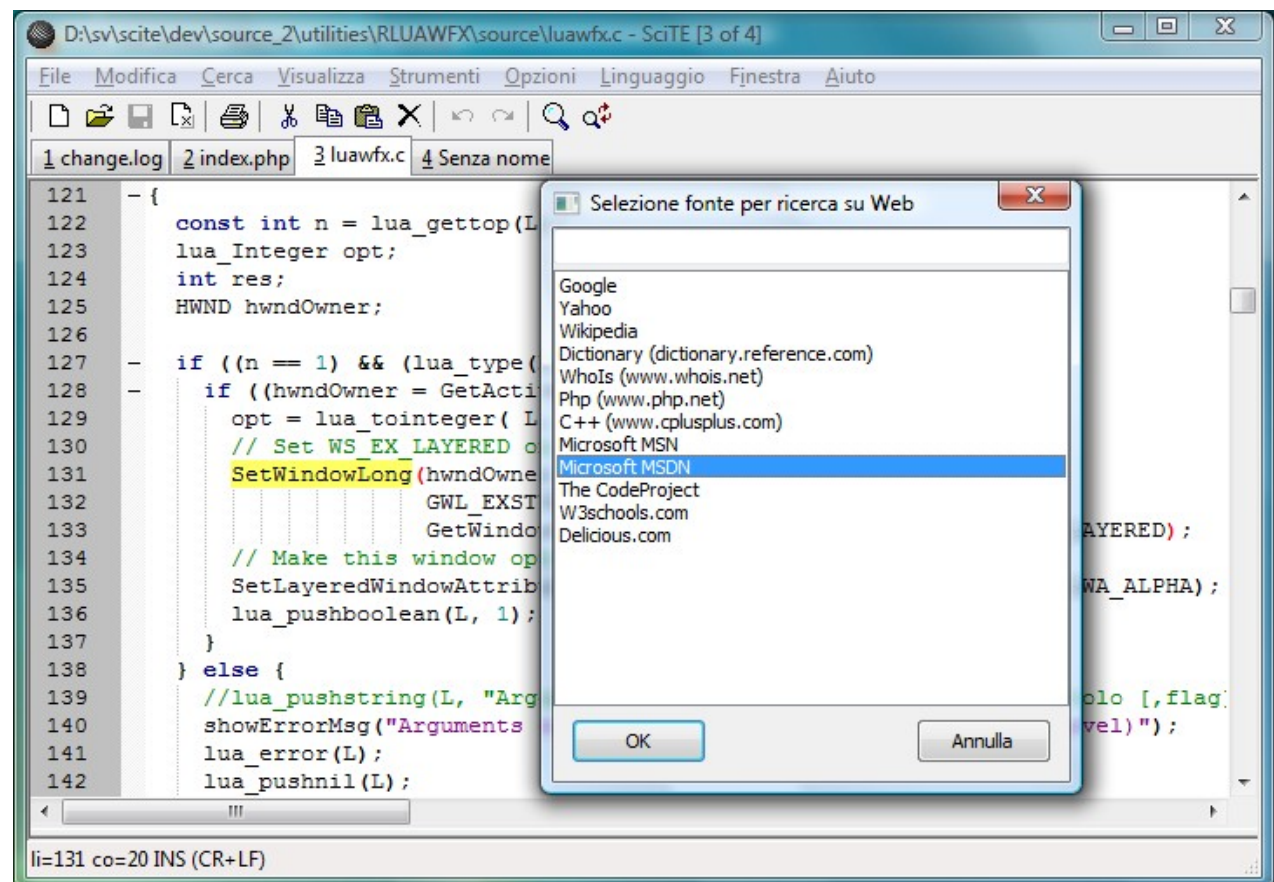 D:\sv\scite\dev\source_2\utilities\RLUAWFX\source\luawfx.c - SciTE [3 of 4]
File Modifica Cerca Visualizza Strumenti Opzioni Linguaggio Finestra Aiuto
1 change.log 2 index.php 3 luawfx.c 4 Senza nome
121 - {
122 const int n = lua_gettop(L
123 lua_Integer opt;
124 int res;
125 HWND hwndOwner;
126
127 - if ((n == 1) && (lua_type(
128 - if ((hwndOwner = GetActi
129 opt = lua_tointeger( L
130 // Set WS_EX_LAYERED o
131 SetWindowLong(hwndOwne
132 GWL_EXST
133 GetWindo AYERED);
134 // Make this window op
135 SetLayeredWindowAttrib WA_ALPHA);
136 lua_pushboolean(L, 1);
137 }
138 } else {
139 //lua_pushstring(L, "Arg olo [,flag]
140 showErrorMsg("Arguments vel)");
141 lua_error(L);
142 lua_pushnil(L);
Selezione fonte per ricerca su Web
Google
Yahoo
Wikipedia
Dictionary (dictionary.reference.com)
WhoIs (www.whois.net)
Php (www.php.net)
C++ (www.cplusplus.com)
Microsoft MSN
Microsoft MSDN
The CodeProject
W3schools.com
Delicious.com
OK Annulla
li=131 co=20 INS (CR+LF)